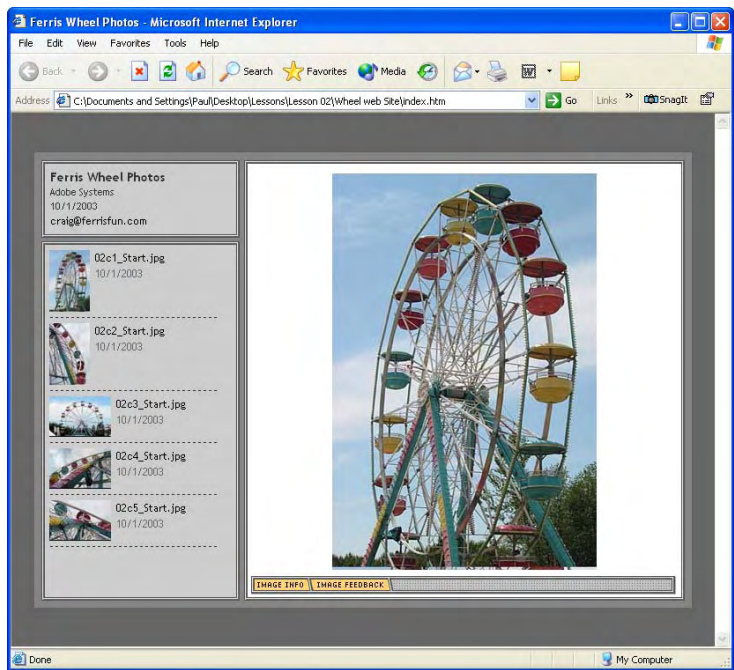 Ferris Wheel Photos - Microsoft Internet Explorer
File Edit View Favorites Tools Help
Back Search Favorites Media
Address C:\Documents and Settings\Paul\Desktop\Lessons\Lesson 02\Wheel web Site\index.htm Go Links » SnagIt
Ferris Wheel Photos
Adobe Systems
10/1/2003
craig@ferrisfun.com
02c1_Start.jpg
10/1/2003
02c2_Start.jpg
10/1/2003
02c3_Start.jpg
10/1/2003
02c4_Start.jpg
10/1/2003
02c5_Start.jpg
10/1/2003
IMAGE INFO IMAGE FEEDBACK
Done My Computer